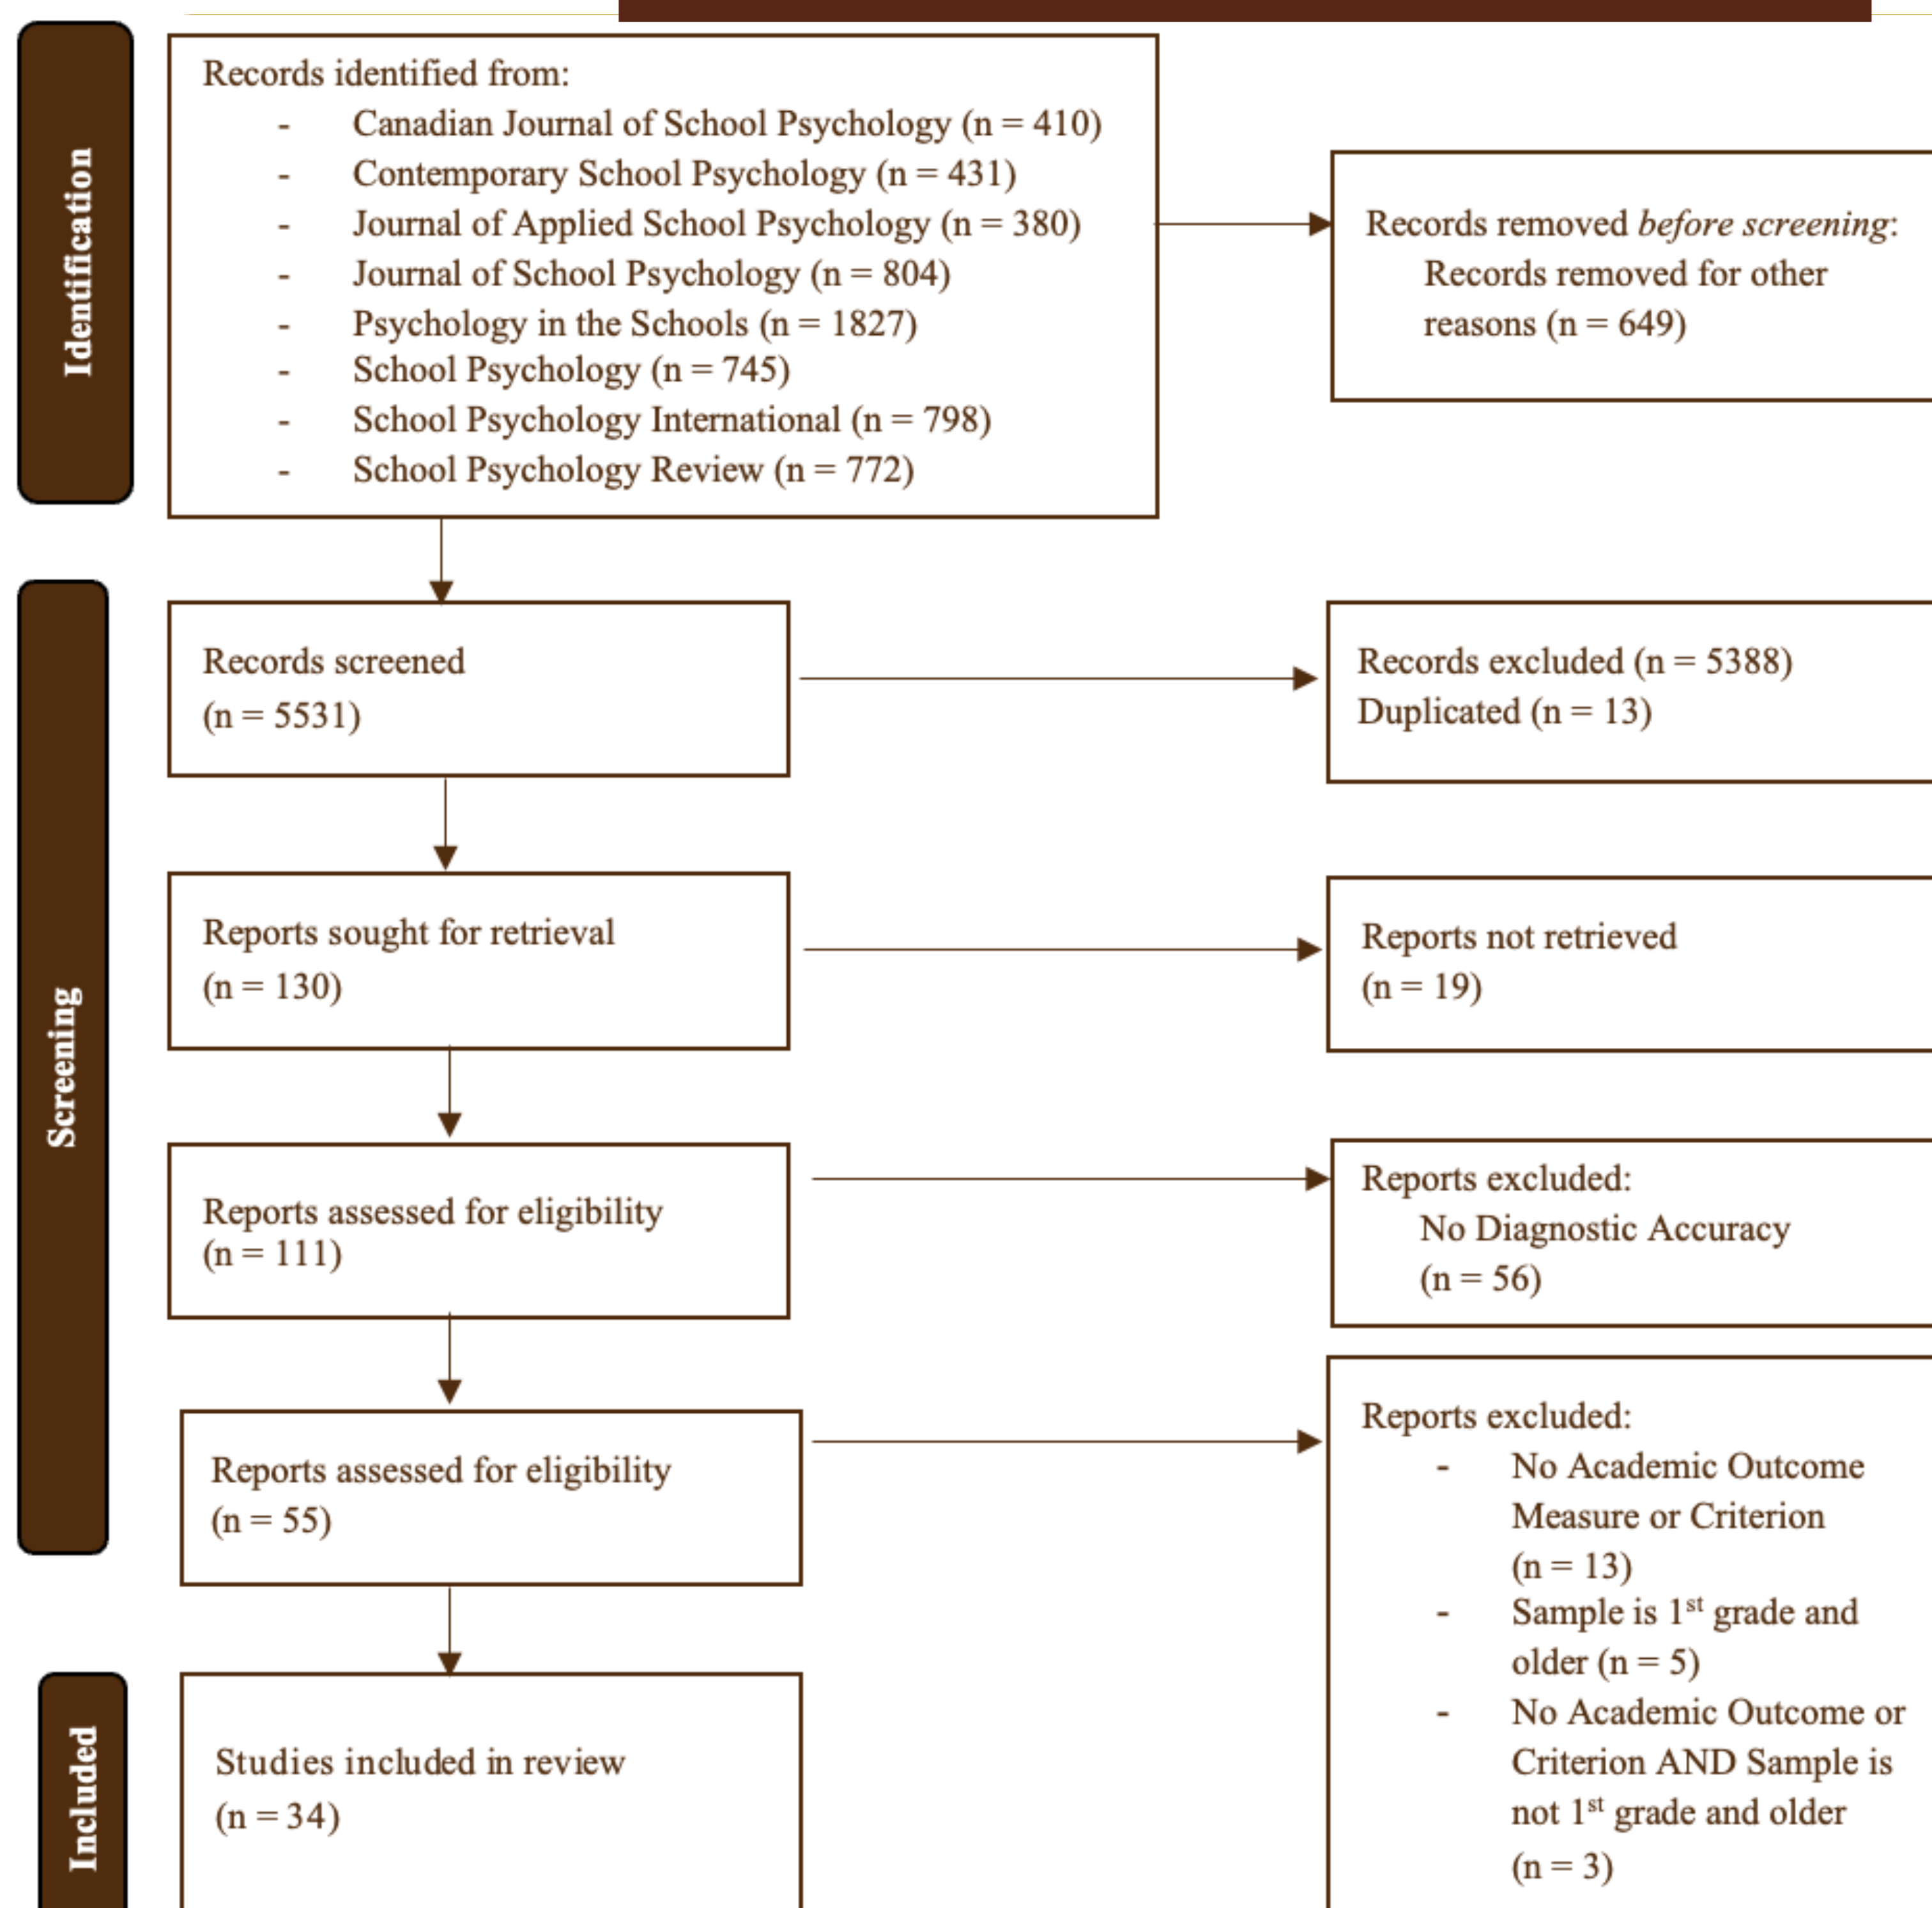 Identification
Records identified from:
- Canadian Journal of School Psychology (n = 410)
- Contemporary School Psychology (n = 431)
- Journal of Applied School Psychology (n = 380)
- Journal of School Psychology (n = 804)
- Psychology in the Schools (n = 1827)
- School Psychology (n = 745)
- School Psychology International (n = 798)
- School Psychology Review (n = 772)
Records removed before screening:
Records removed for other
reasons (n = 649)
Screening
Records screened
(n = 5531)
Records excluded (n = 5388)
Duplicated (n = 13)
Reports sought for retrieval
(n = 130)
Reports not retrieved
(n = 19)
Reports assessed for eligibility
(n = 111)
Reports excluded:
No Diagnostic Accuracy
(n = 56)
Reports assessed for eligibility
(n = 55)
Reports excluded:
- No Academic Outcome
Measure or Criterion
(n = 13)
- Sample is 1st grade and
older (n = 5)
- No Academic Outcome or
Criterion AND Sample is
not 1st grade and older
(n = 3)
Included
Studies included in review
(n = 34)